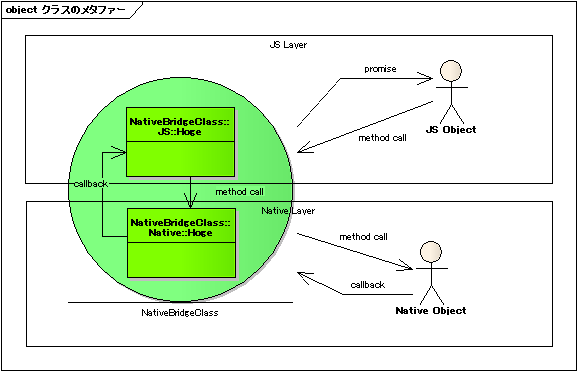 object クラスのメタファー
JS Layer
promise
NativeBridgeClass::
JS::Hoge
JS Object
method call
callback
method call
Native Layer
NativeBridgeClass::
Native::Hoge
method call
callback
Native Object
NativeBridgeClass